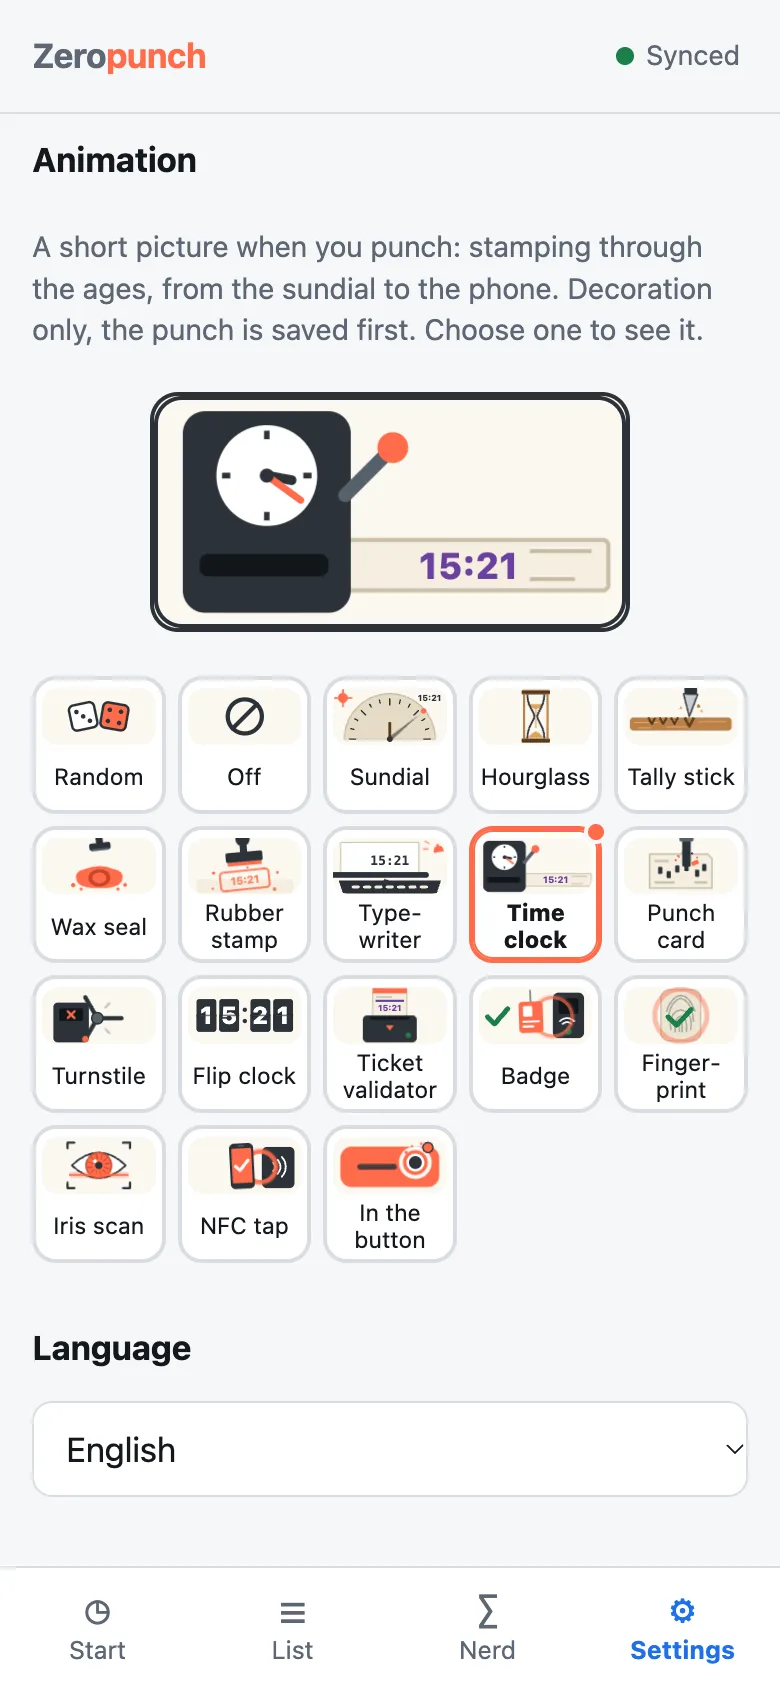 Zeropunch
Synced
Animation
A short picture when you punch: stamping through
the ages, from the sundial to the phone. Decoration
only, the punch is saved first. Choose one to see it.
15:21
Random
Off
15:21
Sundial
Hourglass
Tally stick
Wax seal
15:21
Rubber
stamp
15:21
Type-
writer
15:21
Time
clock
Punch
card
Turnstile
15:21
Flip clock
15:21
Ticket
validator
Badge
Finger-
print
Iris scan
NFC tap
In the
button
Language
English
Start
List
Nerd
Settings